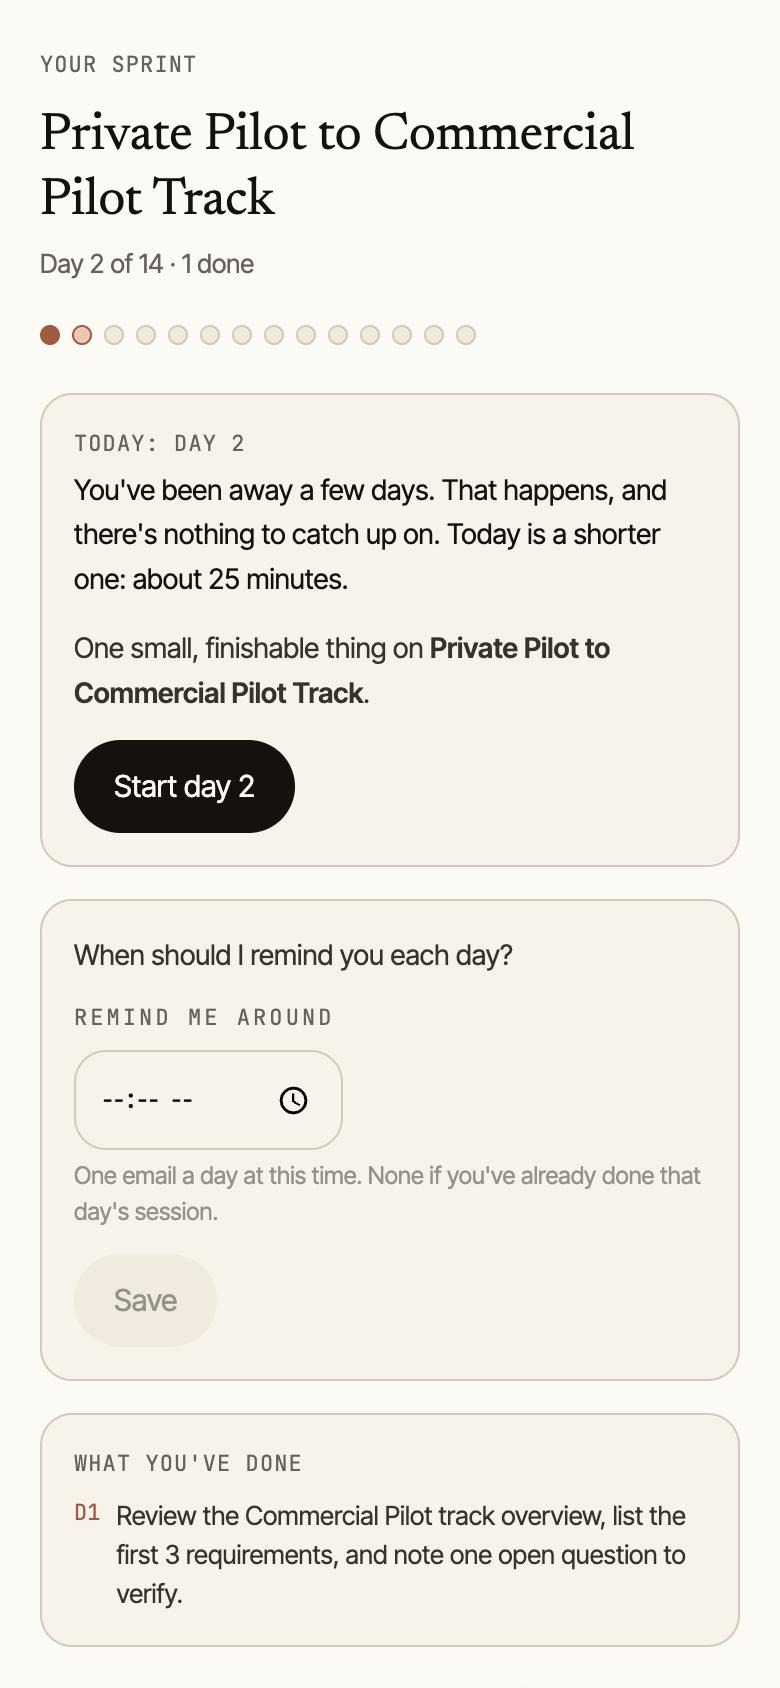 YOUR SPRINT
Private Pilot to Commercial
Pilot Track
Day 2 of 14 · 1 done
TODAY: DAY 2
You've been away a few days. That happens, and
there's nothing to catch up on. Today is a shorter
one: about 25 minutes.
One small, finishable thing on Private Pilot to
Commercial Pilot Track.
Start day 2
When should I remind you each day?
REMIND ME AROUND
--:-- --
One email a day at this time. None if you've already done that
day's session.
Save
WHAT YOU'VE DONE
D1 Review the Commercial Pilot track overview, list the
first 3 requirements, and note one open question to
verify.